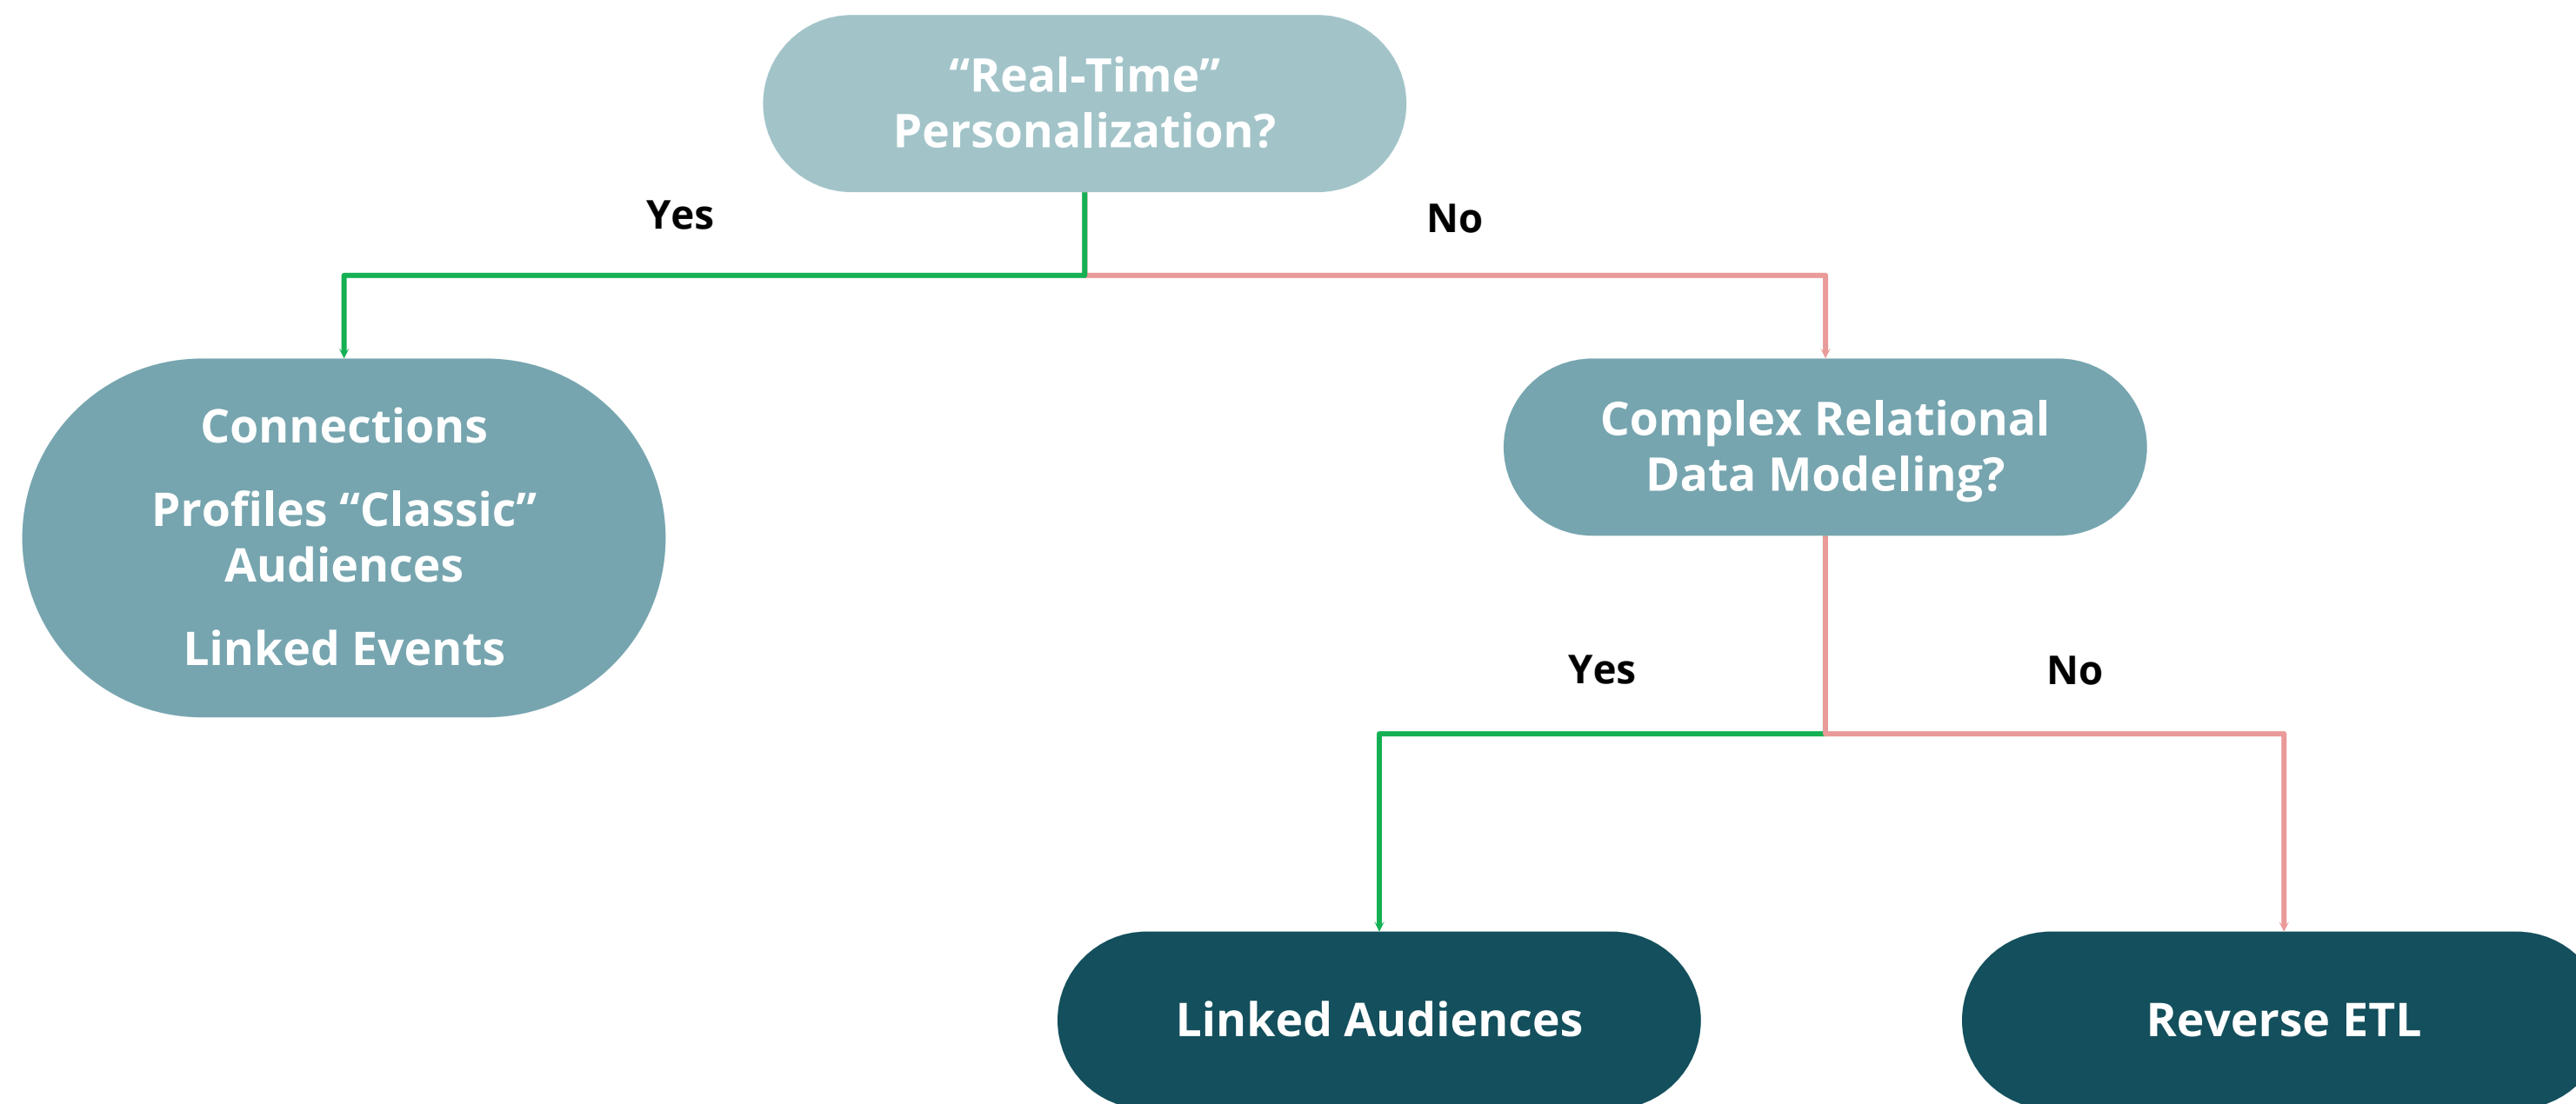 “Real-Time”
Personalization?
Yes
No
Connections
Profiles “Classic”
Audiences
Linked Events
Complex Relational
Data Modeling?
Yes
No
Linked Audiences
Reverse ETL